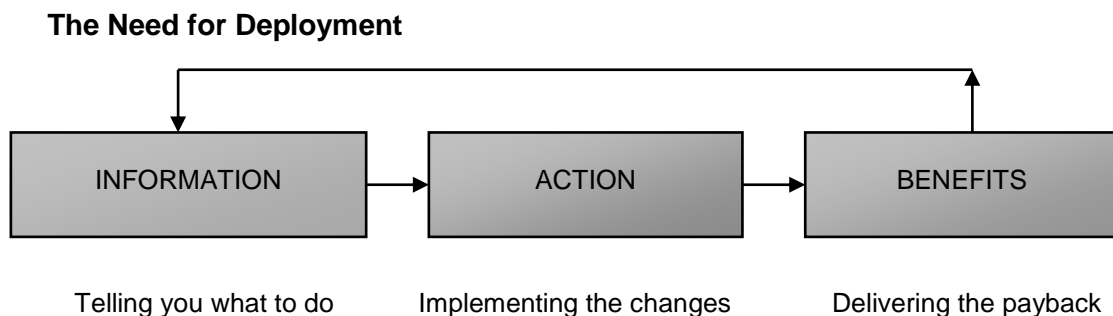 The Need for Deployment
INFORMATION
ACTION
BENEFITS
Telling you what to do
Implementing the changes
Delivering the payback